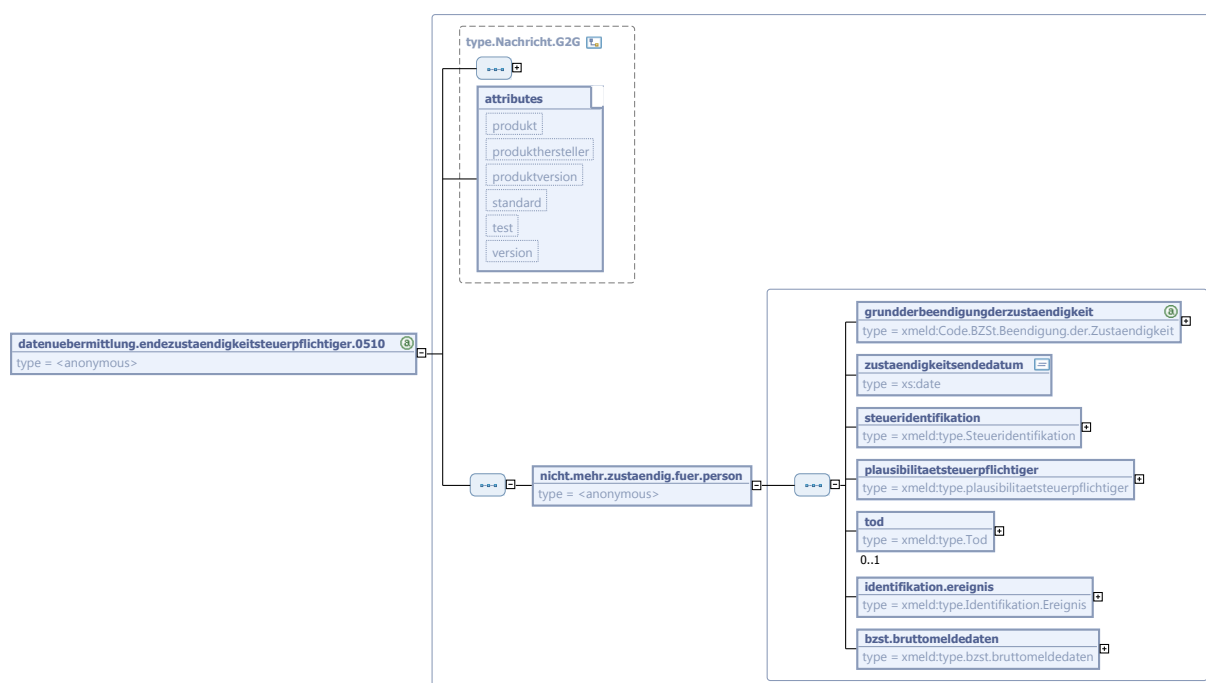 type.Nachricht.G2G
attributes
produkt
produkthersteller
produktversion
standard
test
version
datenuebermittlung.endezustaendigkeitsteuerpflichtiger.0510
type = <anonymous>
nicht.mehr.zustaendig.fuer.person
type = <anonymous>
grundderbeendigungderzustaendigkeit
type = xmeld:Code.BZSt.Beendigung.der.Zustaendigkeit
zustaendigkeitsendedatum
type = xs:date
steueridentifikation
type = xmeld:type.Steueridentifikation
plausibilitaetsteuerpflichtiger
type = xmeld:type.plausibilitaetsteuerpflichtiger
tod
type = xmeld:type.Tod
0..1
identifikation.ereignis
type = xmeld:type.Identifikation.Ereignis
bzst.bruttomeldedaten
type = xmeld:type.bzst.bruttomeldedaten